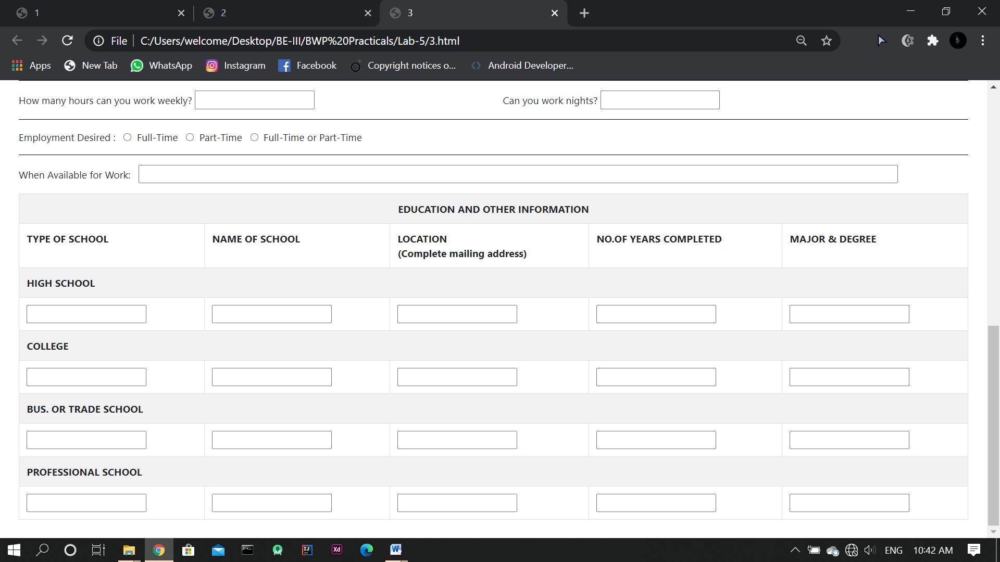 1
2
3
File
C:/Users/welcome/Desktop/BE-III/BWP%20Practicals/Lab-5/3.html
Apps New Tab WhatsApp Instagram Facebook Copyright notices o... Android Developer...
How many hours can you work weekly? Can you work nights?
Employment Desired : Full-Time Part-Time Full-Time or Part-Time
When Available for Work:
EDUCATION AND OTHER INFORMATION
TYPE OF SCHOOL NAME OF SCHOOL LOCATION NO.OF YEARS COMPLETED MAJOR & DEGREE
(Complete mailing address)
HIGH SCHOOL
COLLEGE
BUS. OR TRADE SCHOOL
PROFESSIONAL SCHOOL
IJ
Xd
W
ENG 10:42 AM